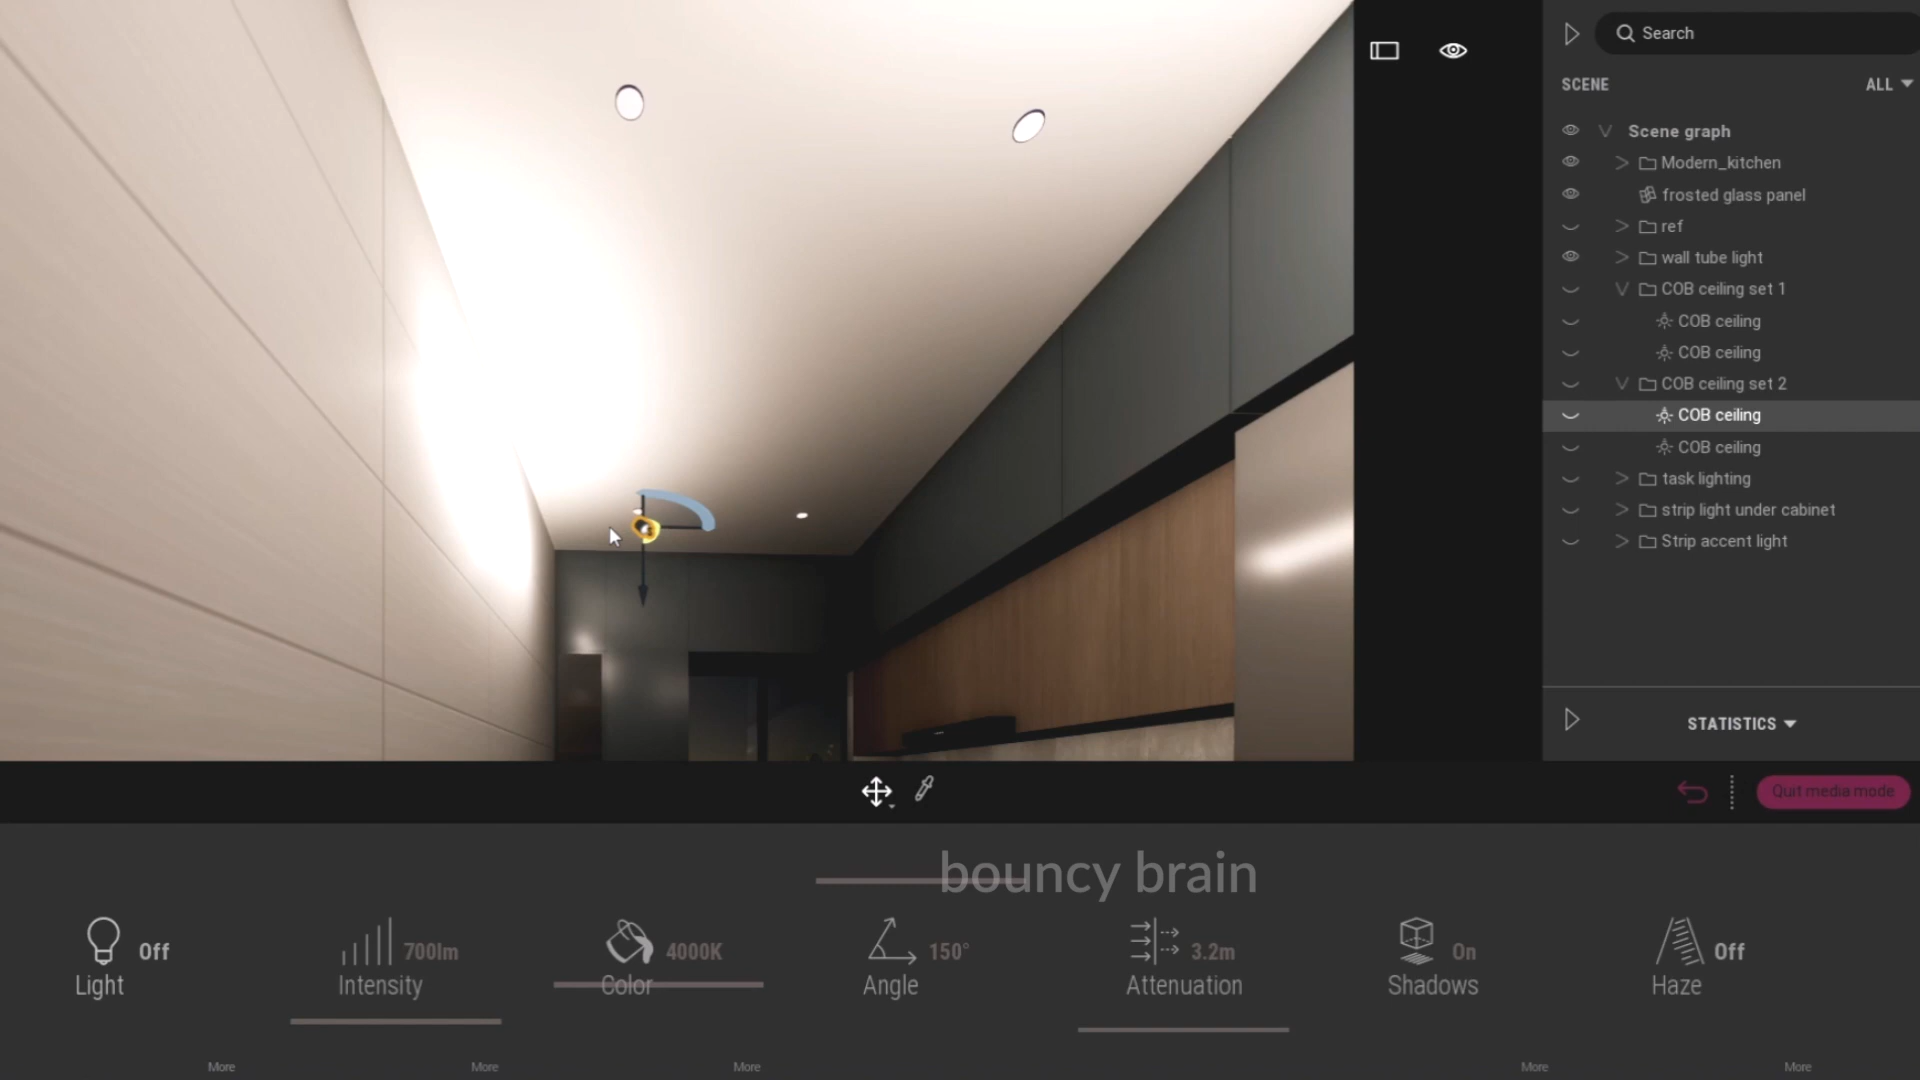 Search
SCENE
ALL
Scene graph
Modern_kitchen
frosted glass panel
ref
wall tube light
COB ceiling set 1
COB ceiling
COB ceiling
COB ceiling set 2
COB ceiling
COB ceiling
task lighting
strip light under cabinet
Strip accent light
STATISTICS
Quit media mode
bouncy brain
Off
Light
700lm
Intensity
4000K
Color
150°
Angle
3.2m
Attenuation
On
Shadows
Off
Haze
More
More
More
More
More